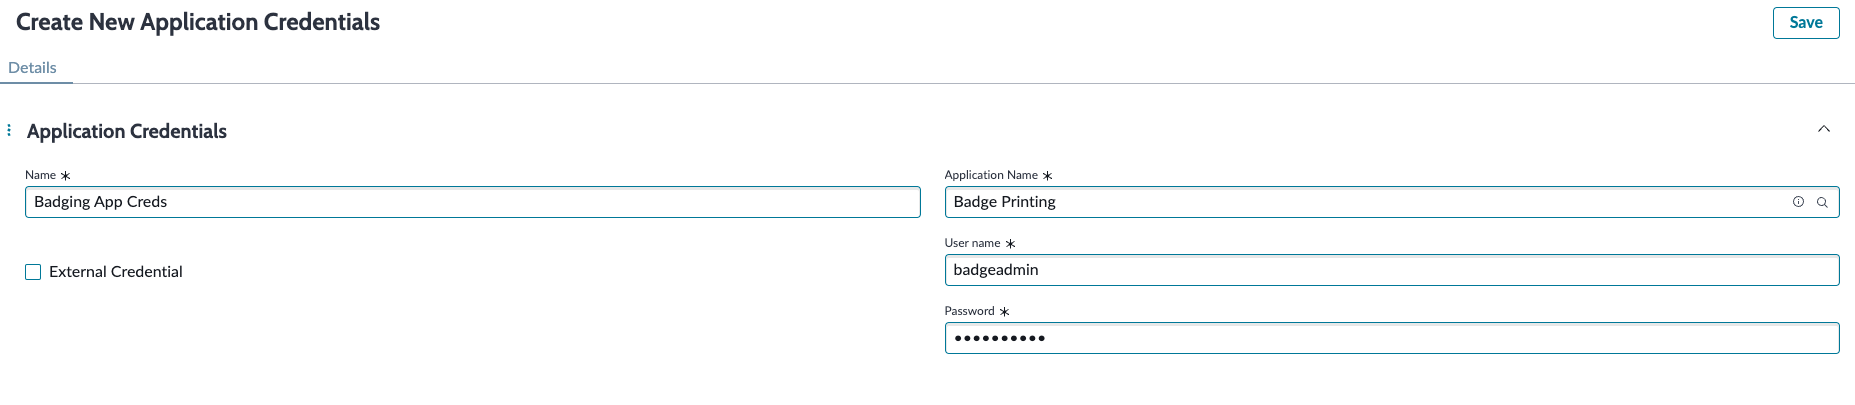 Create New Application Credentials
Save
Details
Application Credentials
Name *
Badging App Creds
Application Name *
Badge Printing
User name *
badgeadmin
External Credential
Password *
••••••••••